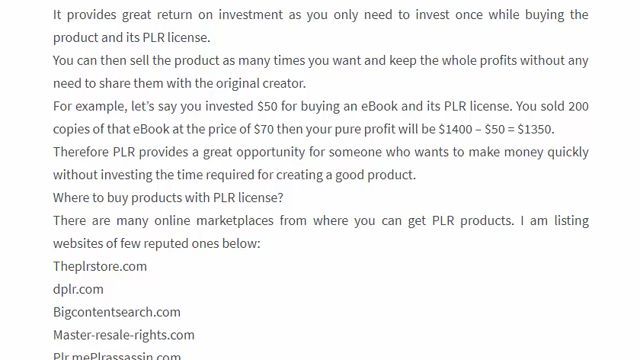 It provides great return on investment as you only need to invest once while buying the
product and its PLR license.
You can then sell the product as many times you want and keep the whole profits without any
need to share them with the original creator.
For example, let's say you invested $50 for buying an eBook and its PLR license. You sold 200
copies of that eBook at the price of $70 then your pure profit will be $1400 – $50 = $1350.
Therefore PLR provides a great opportunity for someone who wants to make money quickly
without investing the time required for creating a good product.
Where to buy products with PLR license?
There are many online marketplaces from where you can get PLR products. I am listing
websites of few reputed ones below:
Theplrstore.com
dplr.com
Bigcontentsearch.com
Master-resale-rights.com
Plr.mePlrassassin.com